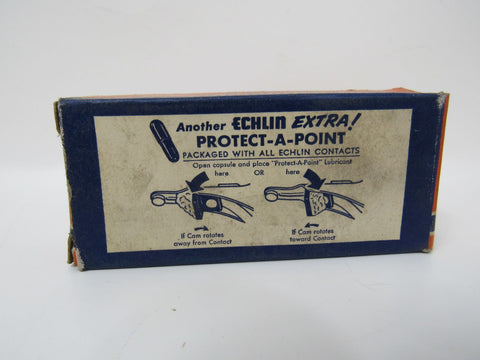 Another ECHLIN EXTRA!
PROTECT-A-POINT
PACKAGED WITH ALL ECHLIN CONTACTS
Open capsule and place "Protect-A-Point" Lubricant
here OR here
If Cam rotates
away from Contact
If Cam rotates
toward Contact